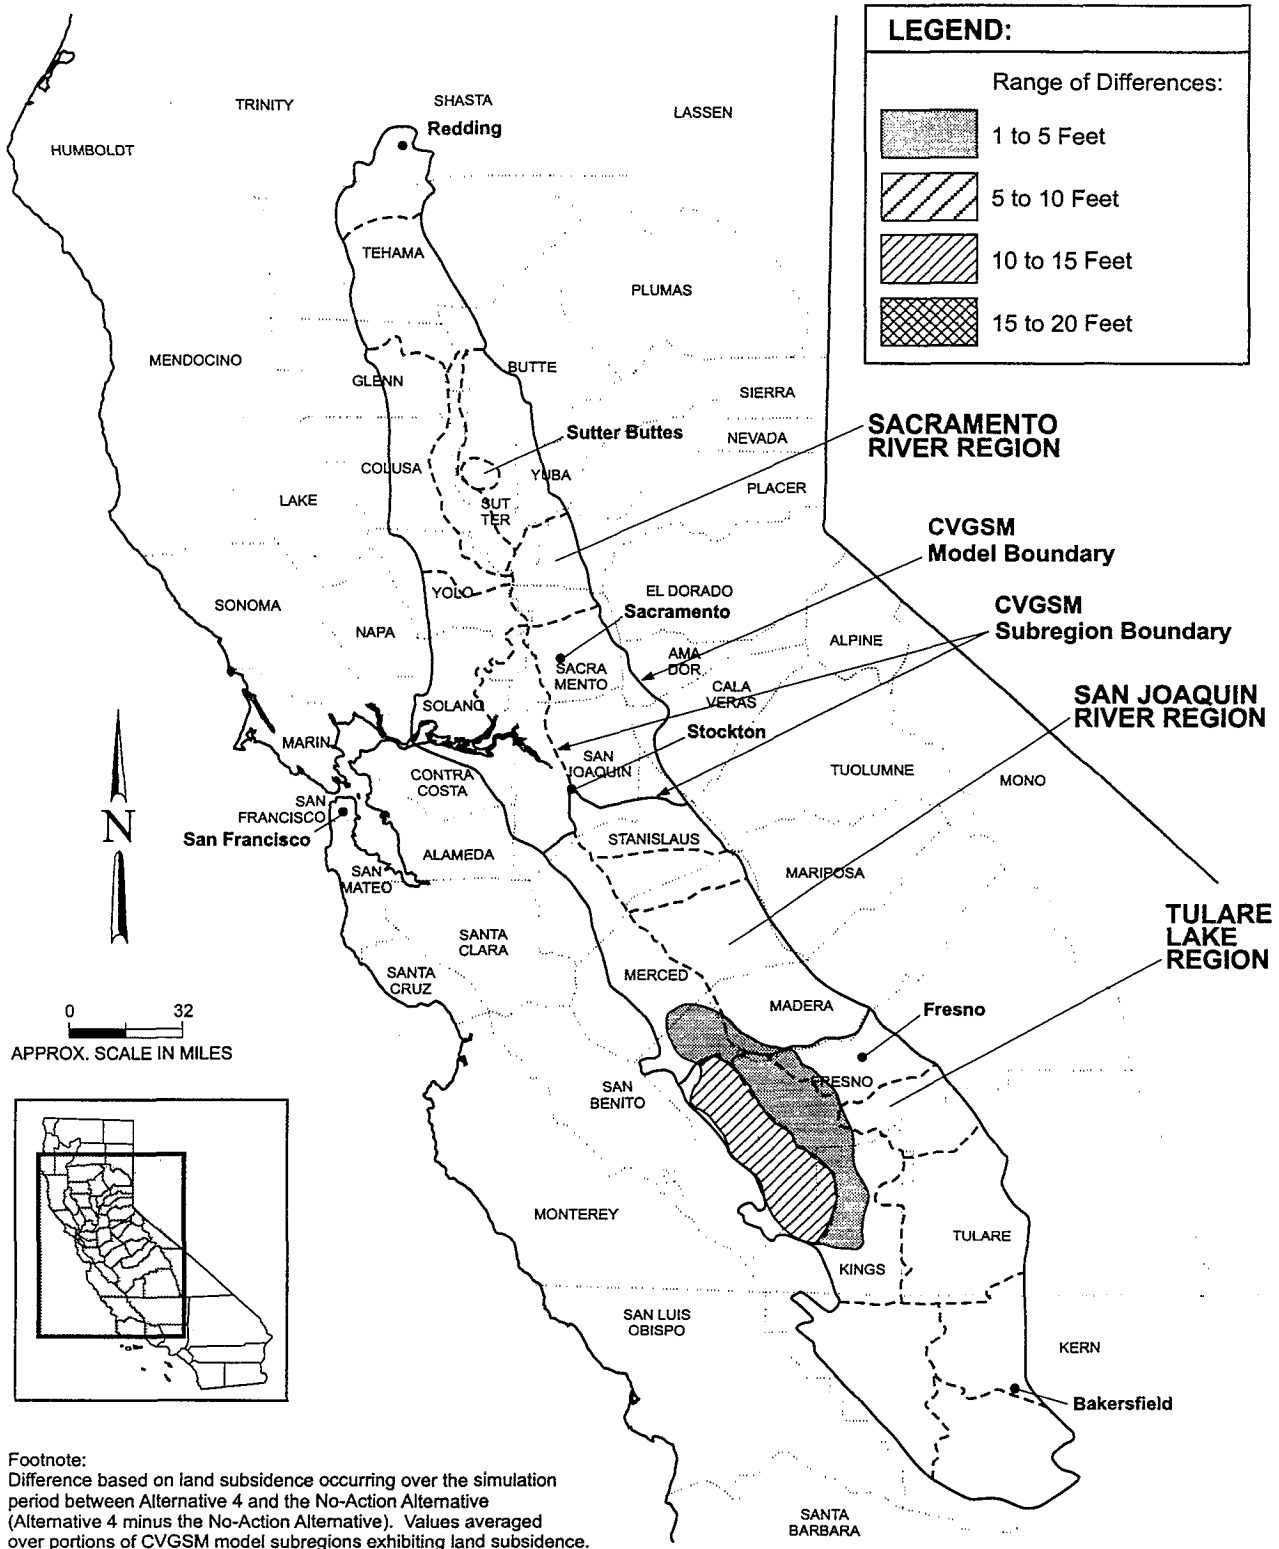 LEGEND:
Range of Differences:
1 to 5 Feet
5 to 10 Feet
10 to 15 Feet
15 to 20 Feet
TRINITY
SHASTA
LASSEN
Redding
HUMBOLDT
TEHAMA
PLUMAS
MENDOCINO
BUTTE
GLENN
SIERRA
SACRAMENTO
RIVER REGION
Sutter Buttes
NEVADA
COLUSA
YUBA
PLACER
LAKE
SUT
TER
CVGSM
Model Boundary
YOLO
EL DORADO
SONOMA
Sacramento
CVGSM
Subregion Boundary
NAPA
ALPINE
AMA
DOR
SACRA
MENTO
CALA
VERAS
SAN JOAQUIN
RIVER REGION
SOLANO
Stockton
MARIN
SAN
JOAQUIN
CONTRA
COSTA
TUOLUMNE
MONO
SAN
FRANCISCO
N
San Francisco
STANISLAUS
ALAMEDA
SAN
MATEO
MARIPOSA
TULARE
LAKE
REGION
SANTA
CLARA
MERCED
SANTA
CRUZ
MADERA
Fresno
0 32
APPROX. SCALE IN MILES
FRESNO
SAN
BENITO
MONTEREY
TULARE
KINGS
SAN LUIS
OBISPO
KERN
Bakersfield
SANTA
BARBARA
Footnote:
Difference based on land subsidence occurring over the simulation
period between Alternative 4 and the No-Action Alternative
(Alternative 4 minus the No-Action Alternative). Values averaged
over portions of CVGSM model subregions exhibiting land subsidence.